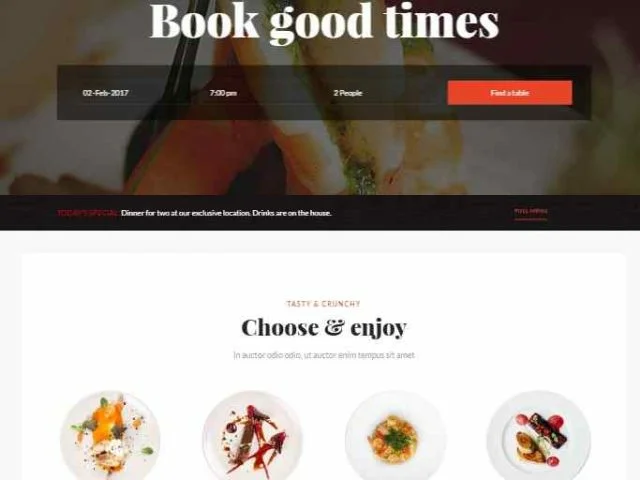 Book good times
02-Feb-2017 7:00 pm 2 People Find a table
TODAY'S SPECIAL Dinner for two at our exclusive location. Drinks are on the house.
TASTY & CRUNCHY
Choose & enjoy
In auctor odio odio, ut auctor enim tempus sit amet